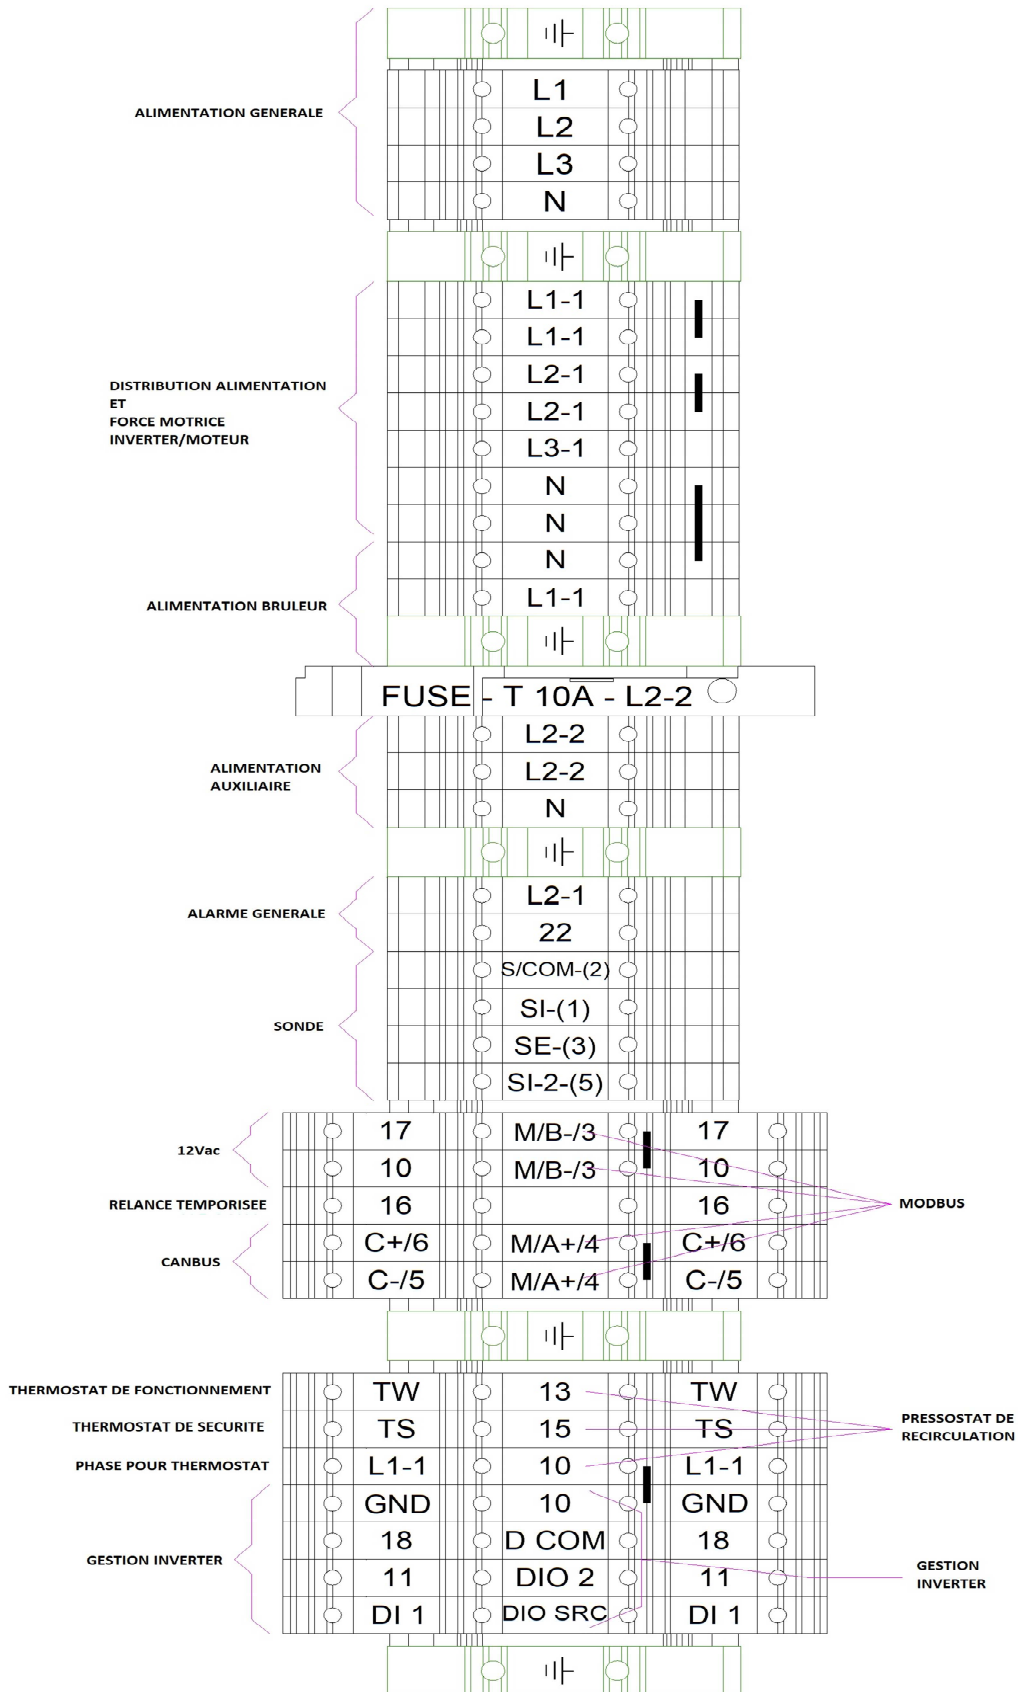 ALIMENTATION GENERALE
L1
L2
L3
N
DISTRIBUTION ALIMENTATION
ET
FORCE MOTRICE
INVERTER/MOTEUR
L1-1
L1-1
L2-1
L2-1
L3-1
N
N
ALIMENTATION BRULEUR
N
L1-1
FUSE - T 10A - L2-2
ALIMENTATION
AUXILIAIRE
L2-2
L2-2
N
ALARME GENERALE
L2-1
22
SONDE
S/COM-(2)
SI-(1)
SE-(3)
SI-2-(5)
12Vac
17 M/B-/3 17
10 M/B-/3 10
RELANCE TEMPORISEE 16 16
MODBUS
CANBUS
C+/6 M/A+/4 C+/6
C-/5 M/A+/4 C-/5
THERMOSTAT DE FONCTIONNEMENT TW 13 TW
THERMOSTAT DE SECURITE TS 15 TS
PRESSOSTAT DE
RECIRCULATION
PHASE POUR THERMOSTAT L1-1 10 L1-1
GESTION INVERTER
GND 10 GND
18 D COM 18
11 DIO 2 11
DI 1 DIO SRC DI 1
GESTION
INVERTER